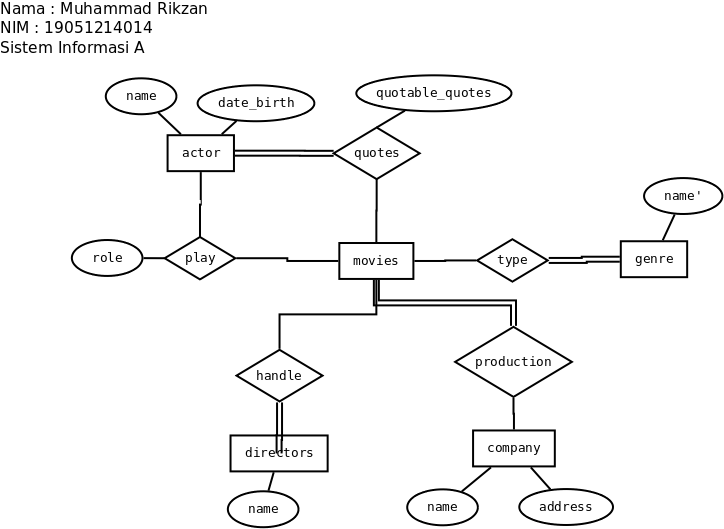 Nama : Muhammad Rikzan
NIM : 19051214014
Sistem Informasi A
name
date_birth
quotable_quotes
actor
quotes
name'
role
play
movies
type
genre
handle
production
directors
company
name
name
address